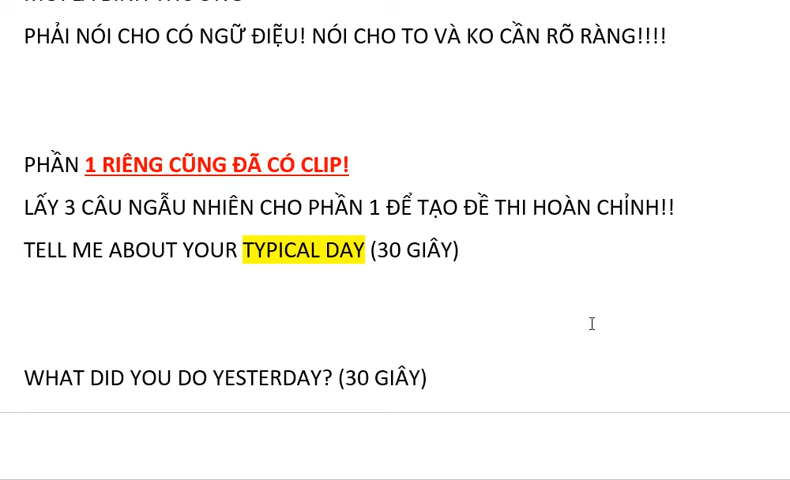 PHẢI NÓI CHO CÓ NGỮ ĐIỆU! NÓI CHO TO VÀ KO CẦN RÕ RÀNG!!!!
PHẦN 1 RIÊNG CŨNG ĐÃ CÓ CLIP!
LẤY 3 CÂU NGẪU NHIÊN CHO PHẦN 1 ĐỂ TẠO ĐỀ THI HOÀN CHỈNH!!
TELL ME ABOUT YOUR TYPICAL DAY (30 GIÂY)
WHAT DID YOU DO YESTERDAY? (30 GIÂY)